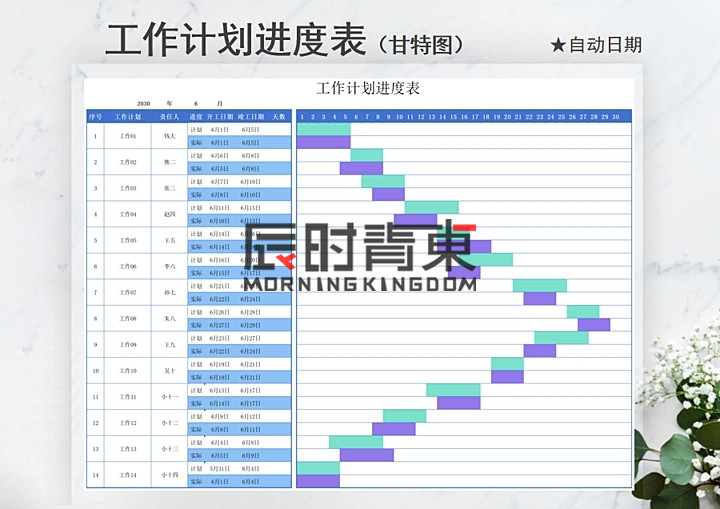 工作计划进度表(甘特图)
★自动日期
工作计划进度表
2030 年 6 月
序号 工作计划 责任人 进度 开工日期 竣工日期 天数 1 2 3 4 5 6 7 8 9 10 11 12 13 14 15 16 17 18 19 20 21 22 23 24 25 26 27 28 29 30
1 工作01 钱大 计划 6月1日 6月5日
实际 6月1日 6月5日
2 工作02 熊二 计划 6月6日 6月8日
实际 6月5日 6月8日
3 工作03 张三 计划 6月7日 6月10日
实际 6月8日 6月10日
4 工作04 赵四 计划 6月11日 6月15日
实际 6月10日 6月13日
5 工作05 王五 计划 6月14日
实际 6月14日
6 工作06 李六 计划 6月16日 6月20日
实际 6月15日 6月17日
7 工作07 孙七 计划 6月21日
实际 6月22日 6月24日
8 工作08 朱八 计划 6月26日 6月28日
实际 6月27日 6月29日
9 工作09 王九 计划 6月23日 6月27日
实际 6月22日 6月24日
10 工作10 吴十 计划 6月19日 6月21日
实际 6月19日 6月21日
11 工作11 小十一 计划 6月13日 6月17日
实际 6月14日 6月17日
12 工作12 小十二 计划 6月9日 6月12日
实际 6月8日 6月11日
13 工作13 小十三 计划 6月4日 6月8日
实际 6月5日 6月9日
14 工作14 小十四 计划 5月31日 6月4日
实际 6月1日 6月4日
辰时背東
MORNINGKINGDOM